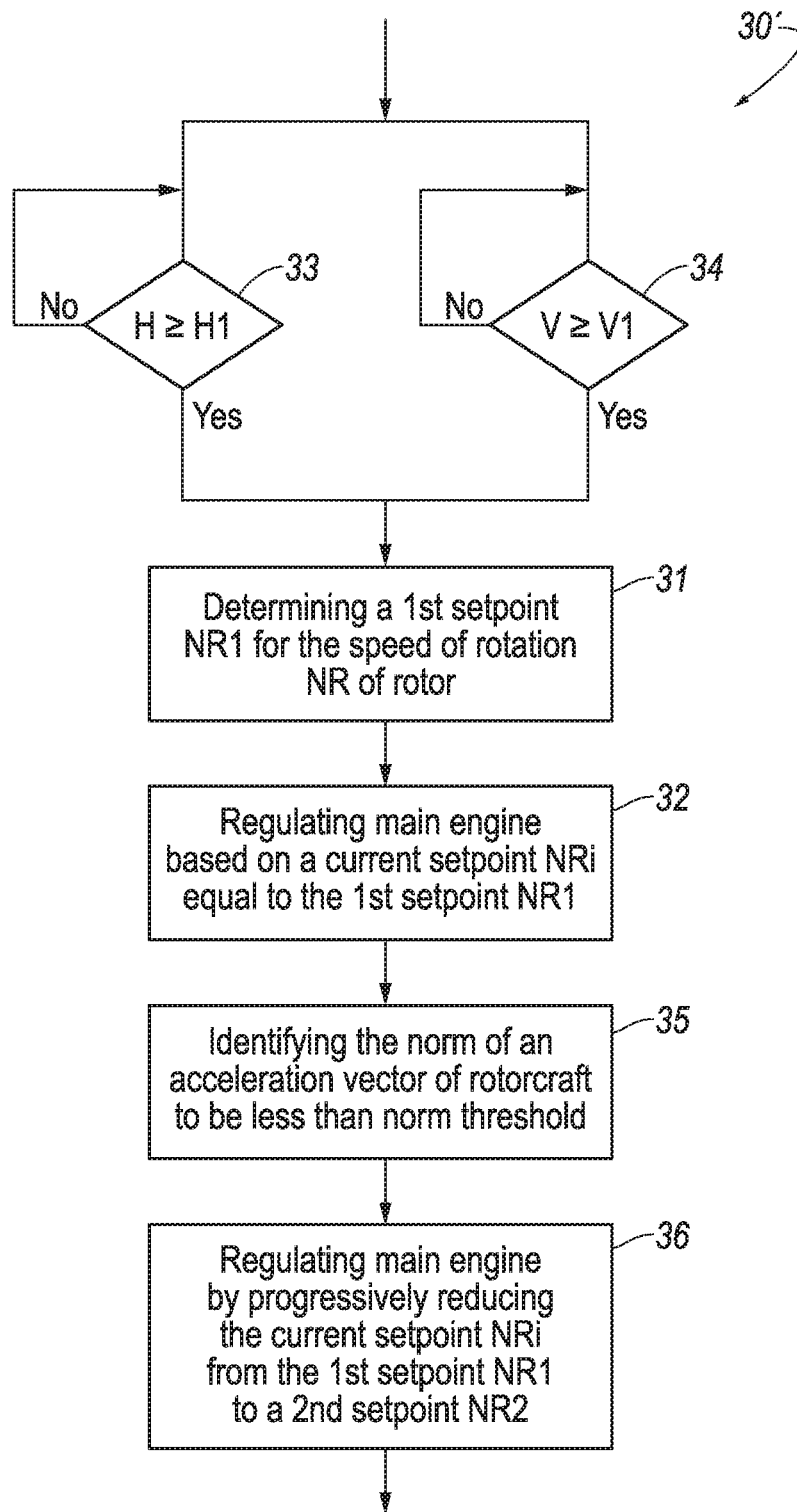 30'
33
34
No
H ≥ H1
No
V ≥ V1
Yes
Yes
31
Determining a 1st setpoint
NR1 for the speed of rotation
NR of rotor
32
Regulating main engine
based on a current setpoint NRi
equal to the 1st setpoint NR1
35
Identifying the norm of an
acceleration vector of rotorcraft
to be less than norm threshold
36
Regulating main engine
by progressively reducing
the current setpoint NRi
from the 1st setpoint NR1
to a 2nd setpoint NR2